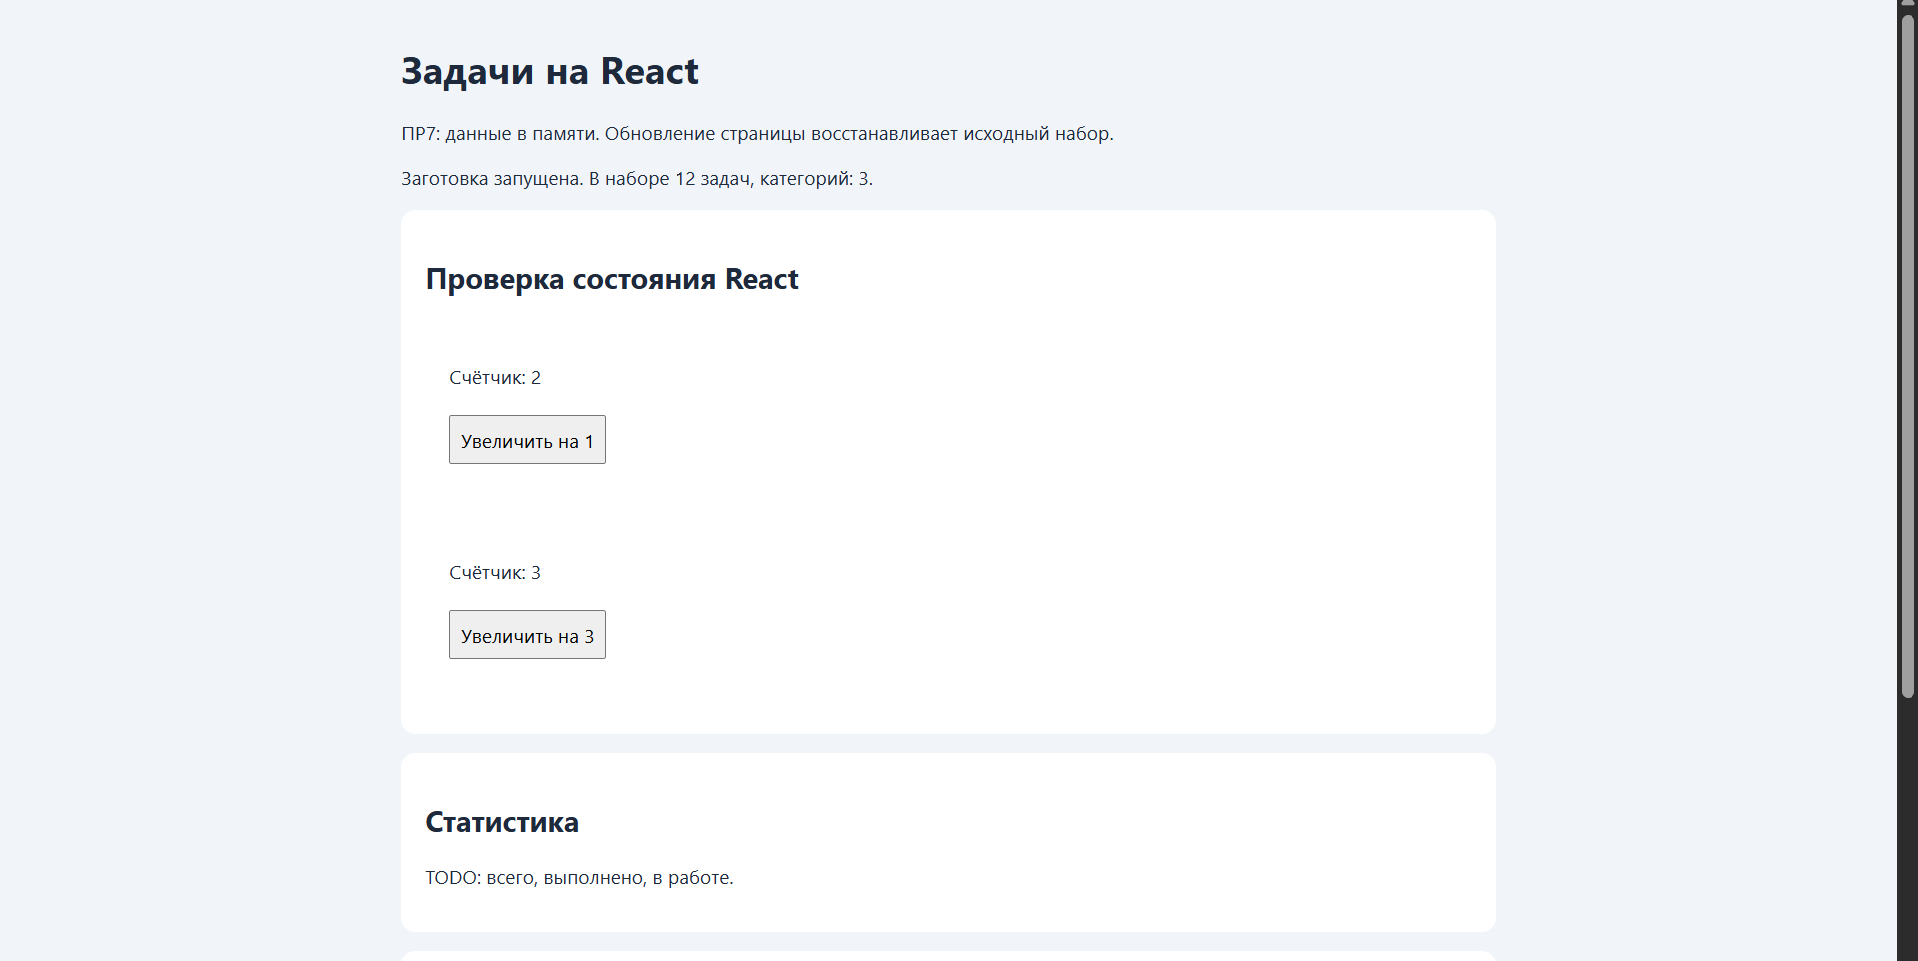 Задачи на React
ПР7: данные в памяти. Обновление страницы восстанавливает исходный набор.
Заготовка запущена. В наборе 12 задач, категорий: 3.
Проверка состояния React
Счётчик: 2
Увеличить на 1
Счётчик: 3
Увеличить на 3
Статистика
TODO: всего, выполнено, в работе.